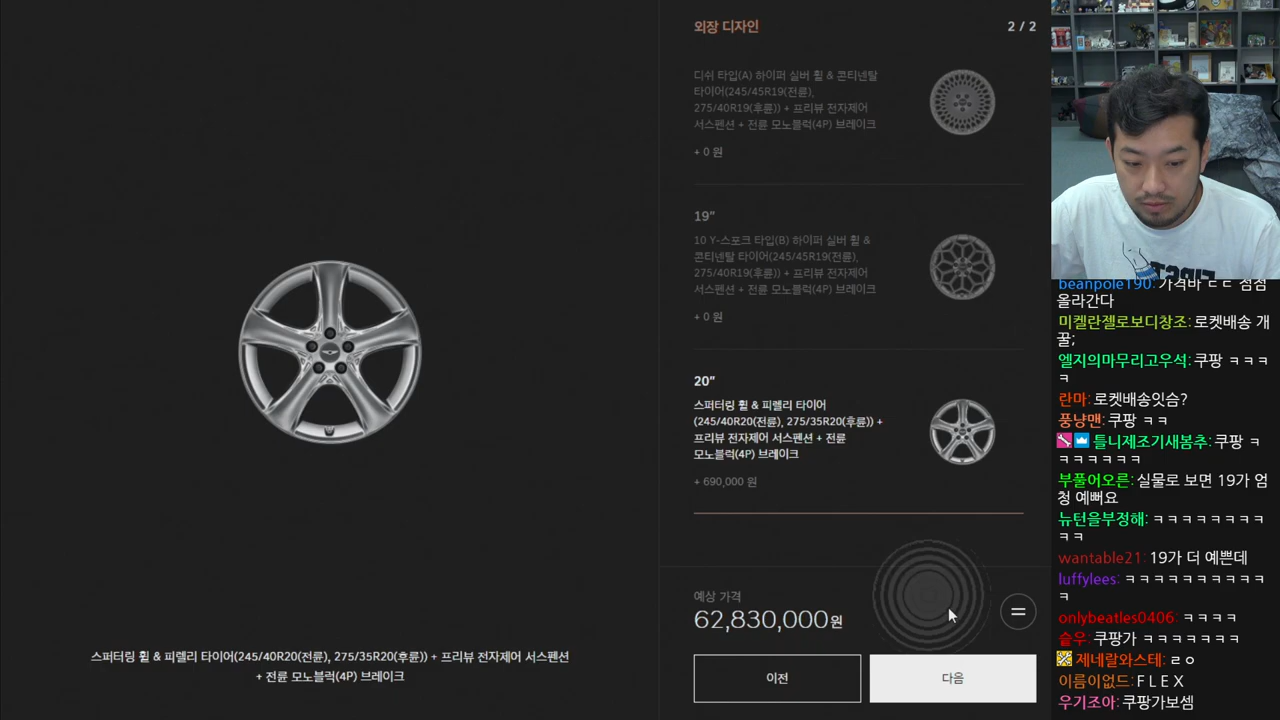 외장 디자인
2 / 2
디쉬 타입(A) 하이퍼 실버 휠 & 콘티넨탈
타이어(245/45R19(전륜),
275/40R19(후륜)) + 프리뷰 전자제어
서스펜션 + 전륜 모노블럭(4P) 브레이크
+ 0 원
19”
10 Y-스포크 타입(B) 하이퍼 실버 휠 &
콘티넨탈 타이어(245/45R19(전륜),
275/40R19(후륜)) + 프리뷰 전자제어
서스펜션 + 전륜 모노블럭(4P) 브레이크
+ 0 원
20”
스퍼터링 휠 & 피렐리 타이어
(245/40R20(전륜), 275/35R20(후륜)) +
프리뷰 전자제어 서스펜션 + 전륜
모노블럭(4P) 브레이크
+ 690,000 원
예상 가격
62,830,000원
이전
다음
스퍼터링 휠 & 피렐리 타이어(245/40R20(전륜), 275/35R20(후륜)) + 프리뷰 전자제어 서스펜션
+ 전륜 모노블럭(4P) 브레이크
beanpole190: 가격바 ㄷㄷ 점점
올라간다
미켈란젤로보디창조: 로켓배송 개
꿀;
엘지의마무리고우석: 쿠팡 ㅋㅋㅋ
ㅋ
란마: 로켓배송잇슴?
풍냥맨: 쿠팡 ㅋㅋ
틀니제조기새봄추: 쿠팡 ㅋ
ㅋㅋㅋㅋㅋㅋ
부풀어오른: 실물로 보면 19가 엄
청 예뻐요
뉴턴을부정해: ㅋㅋㅋㅋㅋㅋㅋㅋ
ㅋㅋ
wantable21: 19가 더 예쁜데
luffylees: ㅋㅋㅋㅋㅋㅋㅋㅋㅋㅋ
ㅋ
onlybeatles0406: ㅋㅋㅋㅋ
슬우: 쿠팡가 ㅋㅋㅋㅋㅋㅋㅋ
제네랄와스테: ㄹㅇ
이름이없드: F L E X
우기조아: 쿠팡가보셈